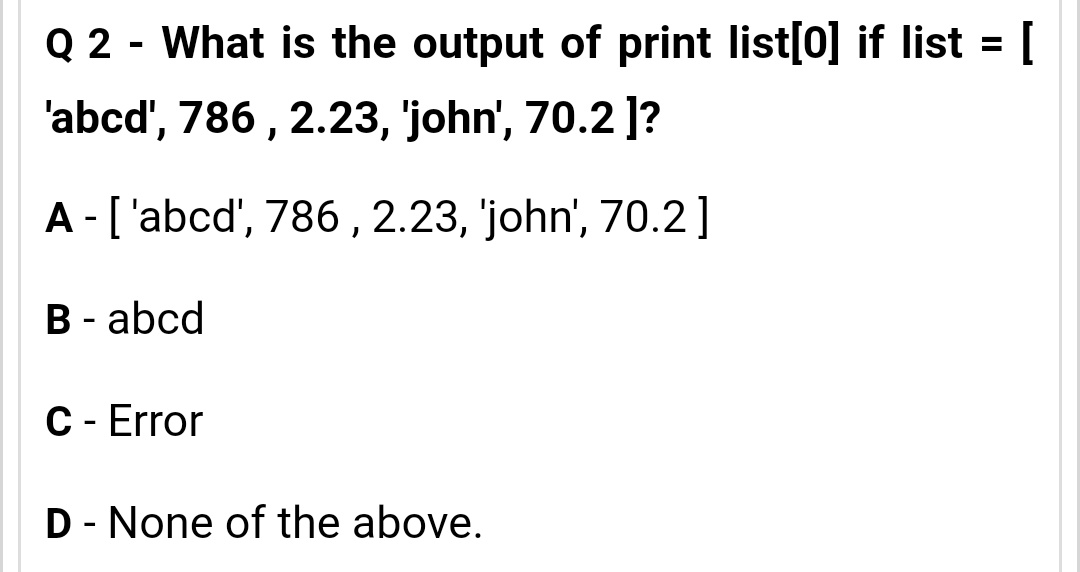 Q 2 - What is the output of print list[0] if list = [
'abcd', 786 , 2.23, 'john', 70.2 ]?
A - [ 'abcd', 786 , 2.23, 'john', 70.2 ]
B - abcd
C - Error
D - None of the above.